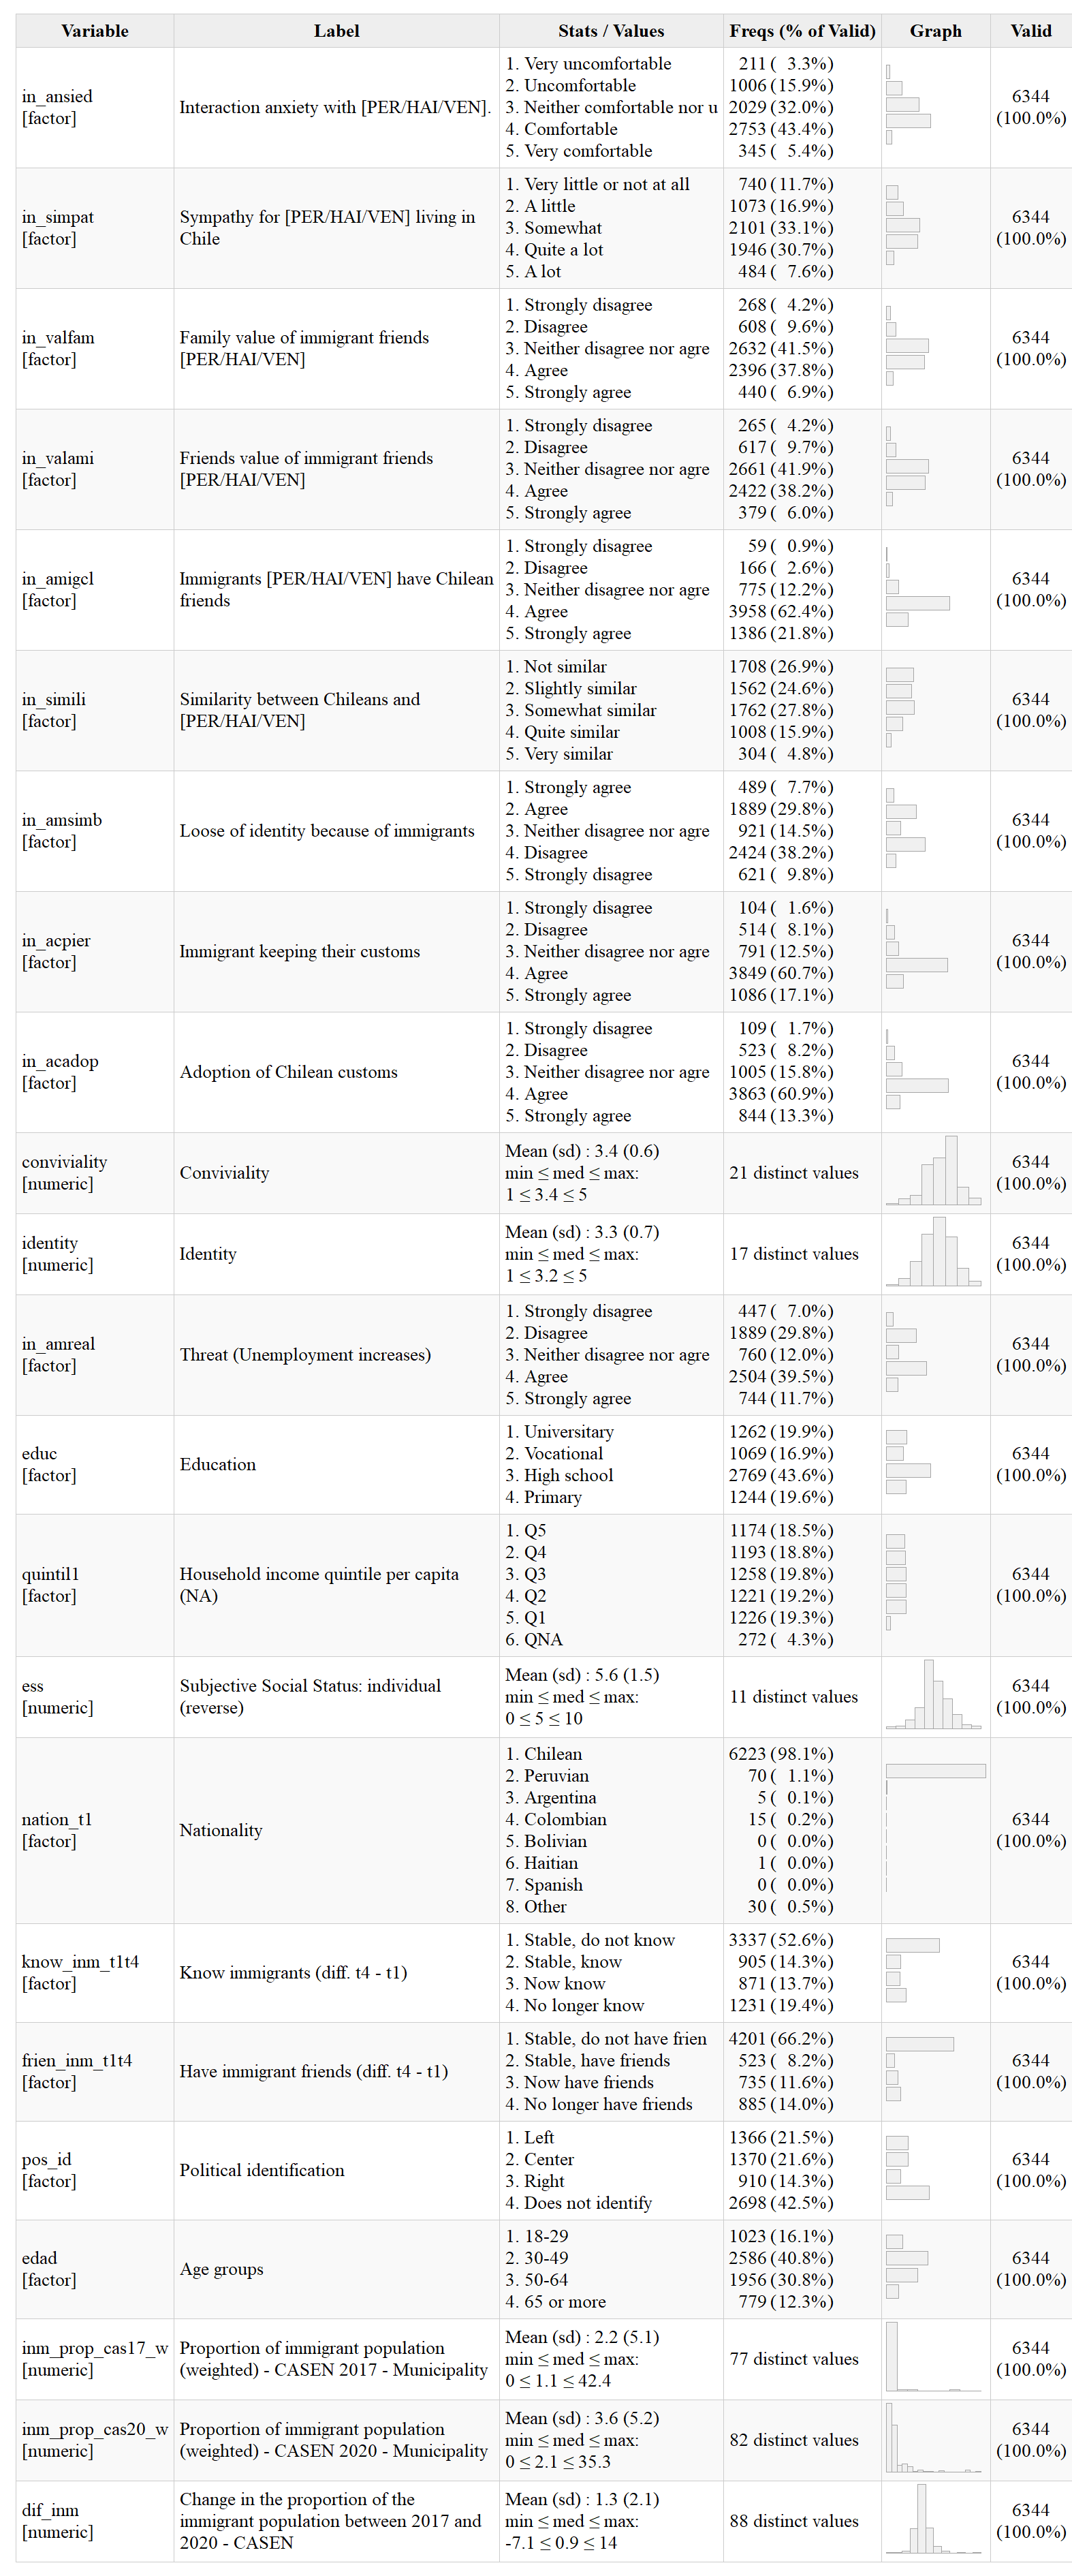 Variable Label Stats / Values Freqs (% of Valid) Graph Valid
in_ansied
[factor]
Interaction anxiety with [PER/HAI/VEN].
1. Very uncomfortable
2. Uncomfortable
3. Neither comfortable nor u
4. Comfortable
5. Very comfortable
211 ( 3.3%)
1006 (15.9%)
2029 (32.0%)
2753 (43.4%)
345 ( 5.4%)
6344
(100.0%)
in_simpat
[factor]
Sympathy for [PER/HAI/VEN] living in
Chile
1. Very little or not at all
2. A little
3. Somewhat
4. Quite a lot
5. A lot
740 (11.7%)
1073 (16.9%)
2101 (33.1%)
1946 (30.7%)
484 ( 7.6%)
6344
(100.0%)
in_valfam
[factor]
Family value of immigrant friends
[PER/HAI/VEN]
1. Strongly disagree
2. Disagree
3. Neither disagree nor agre
4. Agree
5. Strongly agree
268 ( 4.2%)
608 ( 9.6%)
2632 (41.5%)
2396 (37.8%)
440 ( 6.9%)
6344
(100.0%)
in_valami
[factor]
Friends value of immigrant friends
[PER/HAI/VEN]
1. Strongly disagree
2. Disagree
3. Neither disagree nor agre
4. Agree
5. Strongly agree
265 ( 4.2%)
617 ( 9.7%)
2661 (41.9%)
2422 (38.2%)
379 ( 6.0%)
6344
(100.0%)
in_amigcl
[factor]
Immigrants [PER/HAI/VEN] have Chilean
friends
1. Strongly disagree
2. Disagree
3. Neither disagree nor agre
4. Agree
5. Strongly agree
59 ( 0.9%)
166 ( 2.6%)
775 (12.2%)
3958 (62.4%)
1386 (21.8%)
6344
(100.0%)
in_simili
[factor]
Similarity between Chileans and
[PER/HAI/VEN]
1. Not similar
2. Slightly similar
3. Somewhat similar
4. Quite similar
5. Very similar
1708 (26.9%)
1562 (24.6%)
1762 (27.8%)
1008 (15.9%)
304 ( 4.8%)
6344
(100.0%)
in_amsimb
[factor]
Loose of identity because of immigrants
1. Strongly agree
2. Agree
3. Neither disagree nor agre
4. Disagree
5. Strongly disagree
489 ( 7.7%)
1889 (29.8%)
921 (14.5%)
2424 (38.2%)
621 ( 9.8%)
6344
(100.0%)
in_acpier
[factor]
Immigrant keeping their customs
1. Strongly disagree
2. Disagree
3. Neither disagree nor agre
4. Agree
5. Strongly agree
104 ( 1.6%)
514 ( 8.1%)
791 (12.5%)
3849 (60.7%)
1086 (17.1%)
6344
(100.0%)
in_acadop
[factor]
Adoption of Chilean customs
1. Strongly disagree
2. Disagree
3. Neither disagree nor agre
4. Agree
5. Strongly agree
109 ( 1.7%)
523 ( 8.2%)
1005 (15.8%)
3863 (60.9%)
844 (13.3%)
6344
(100.0%)
conviviality
[numeric]
Conviviality
Mean (sd) : 3.4 (0.6)
min ≤ med ≤ max:
1 ≤ 3.4 ≤ 5
21 distinct values
6344
(100.0%)
identity
[numeric]
Identity
Mean (sd) : 3.3 (0.7)
min ≤ med ≤ max:
1 ≤ 3.2 ≤ 5
17 distinct values
6344
(100.0%)
in_amreal
[factor]
Threat (Unemployment increases)
1. Strongly disagree
2. Disagree
3. Neither disagree nor agre
4. Agree
5. Strongly agree
447 ( 7.0%)
1889 (29.8%)
760 (12.0%)
2504 (39.5%)
744 (11.7%)
6344
(100.0%)
educ
[factor]
Education
1. Universitary
2. Vocational
3. High school
4. Primary
1262 (19.9%)
1069 (16.9%)
2769 (43.6%)
1244 (19.6%)
6344
(100.0%)
quintil1
[factor]
Household income quintile per capita
(NA)
1. Q5
2. Q4
3. Q3
4. Q2
5. Q1
6. QNA
1174 (18.5%)
1193 (18.8%)
1258 (19.8%)
1221 (19.2%)
1226 (19.3%)
272 ( 4.3%)
6344
(100.0%)
ess
[numeric]
Subjective Social Status: individual
(reverse)
Mean (sd) : 5.6 (1.5)
min ≤ med ≤ max:
0 ≤ 5 ≤ 10
11 distinct values
6344
(100.0%)
nation_t1
[factor]
Nationality
1. Chilean
2. Peruvian
3. Argentina
4. Colombian
5. Bolivian
6. Haitian
7. Spanish
8. Other
6223 (98.1%)
70 ( 1.1%)
5 ( 0.1%)
15 ( 0.2%)
0 ( 0.0%)
1 ( 0.0%)
0 ( 0.0%)
30 ( 0.5%)
6344
(100.0%)
know_inm_t1t4
[factor]
Know immigrants (diff. t4 - t1)
1. Stable, do not know
2. Stable, know
3. Now know
4. No longer know
3337 (52.6%)
905 (14.3%)
871 (13.7%)
1231 (19.4%)
6344
(100.0%)
frien_inm_t1t4
[factor]
Have immigrant friends (diff. t4 - t1)
1. Stable, do not have frien
2. Stable, have friends
3. Now have friends
4. No longer have friends
4201 (66.2%)
523 ( 8.2%)
735 (11.6%)
885 (14.0%)
6344
(100.0%)
pos_id
[factor]
Political identification
1. Left
2. Center
3. Right
4. Does not identify
1366 (21.5%)
1370 (21.6%)
910 (14.3%)
2698 (42.5%)
6344
(100.0%)
edad
[factor]
Age groups
1. 18-29
2. 30-49
3. 50-64
4. 65 or more
1023 (16.1%)
2586 (40.8%)
1956 (30.8%)
779 (12.3%)
6344
(100.0%)
inm_prop_cas17_w
[numeric]
Proportion of immigrant population
(weighted) - CASEN 2017 - Municipality
Mean (sd) : 2.2 (5.1)
min ≤ med ≤ max:
0 ≤ 1.1 ≤ 42.4
77 distinct values
6344
(100.0%)
inm_prop_cas20_w
[numeric]
Proportion of immigrant population
(weighted) - CASEN 2020 - Municipality
Mean (sd) : 3.6 (5.2)
min ≤ med ≤ max:
0 ≤ 2.1 ≤ 35.3
82 distinct values
6344
(100.0%)
dif_inm
[numeric]
Change in the proportion of the
immigrant population between 2017 and
2020 - CASEN
Mean (sd) : 1.3 (2.1)
min ≤ med ≤ max:
-7.1 ≤ 0.9 ≤ 14
88 distinct values
6344
(100.0%)